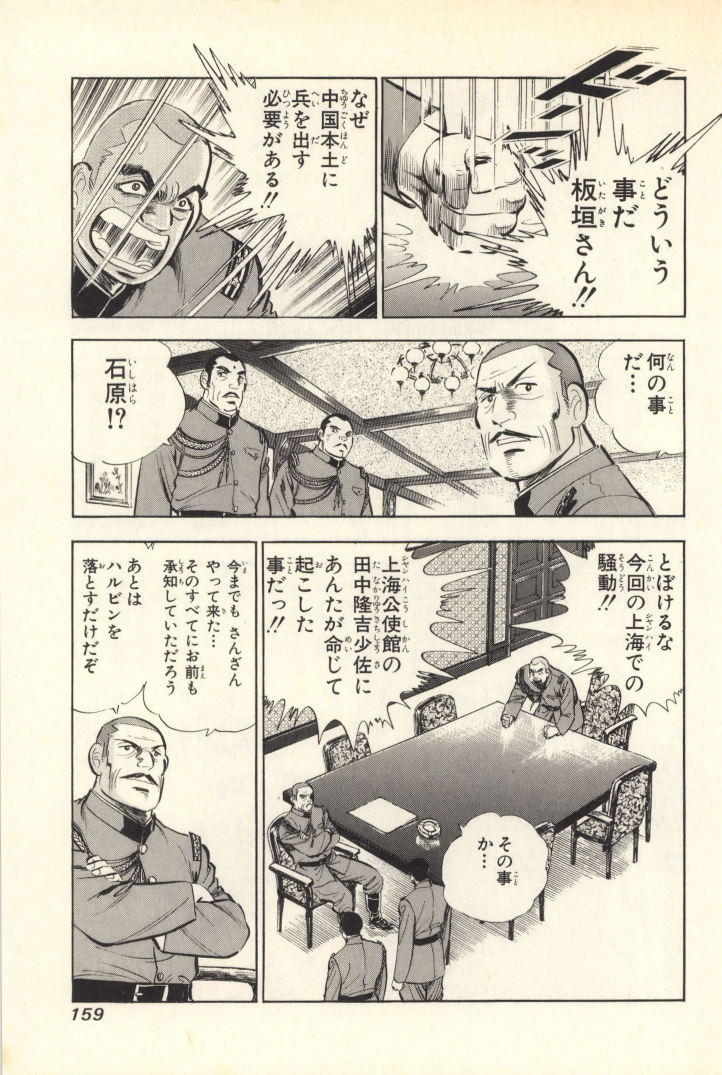 ドン
どういう
事だ
板垣さん!!
なぜ
中国本土に
兵を出す
必要がある!!
何の事
だ…
石原!?
とぼけるな
今回の上海での
騒動!!
上海公使館の
田中隆吉少佐に
あんたが命じて
起こした
事だっ!!
その事
か…
今までも さんざん
やって来た…
そのすべてにお前も
承知していただろう
あとは
ハルビンを
落とすだけだぞ
159